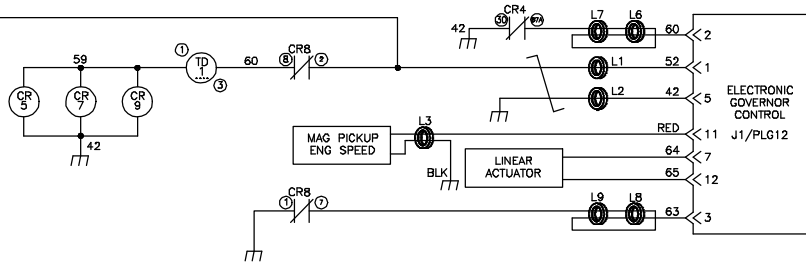 CR4
42 30 87A
L7 L6 60 2
59 1 TD 1 3 60 CR8 8 2
L1 52 1
CR 5
CR 7
CR 9
L2 42 5
ELECTRONIC
GOVERNOR
CONTROL
J1/PLG12
42
MAG PICKUP
ENG SPEED
L3
RED 11
BLK
LINEAR
ACTUATOR
64 7
65 12
CR8
1 7
L9 L8 63 3